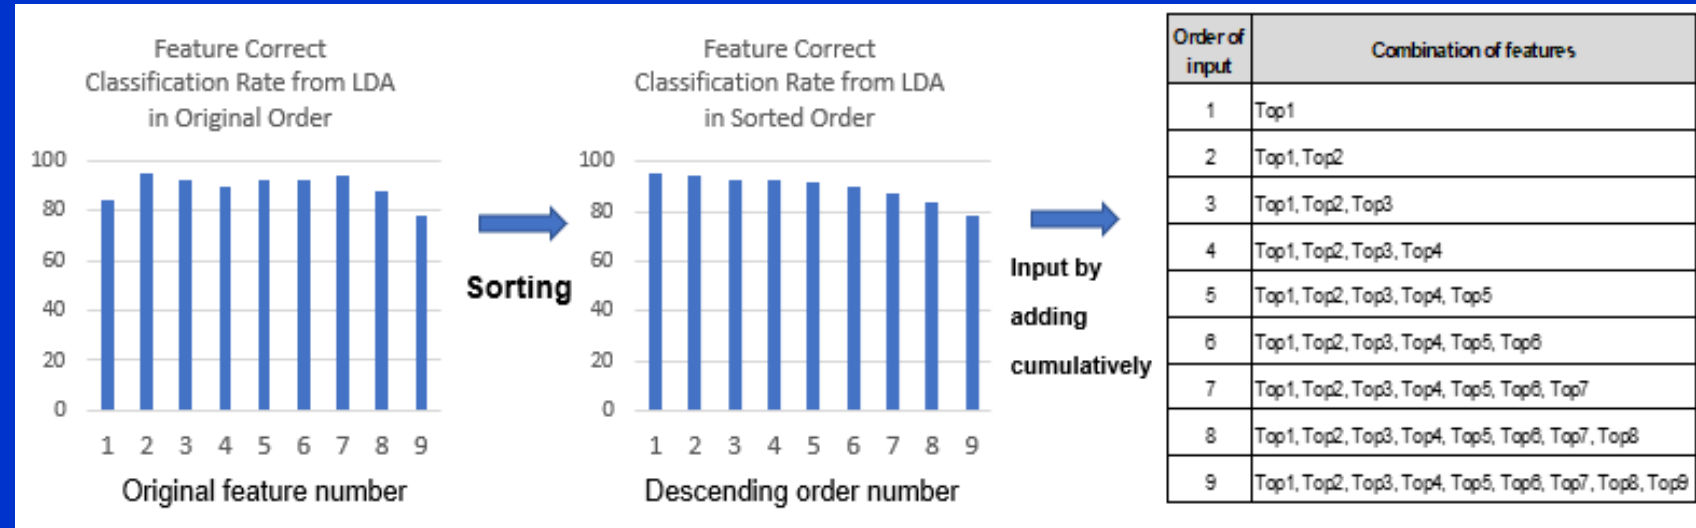 Feature Correct
Classification Rate from LDA
in Original Order
100
80
60
40
20
0
1 2 3 4 5 6 7 8 9
Original feature number
Sorting
Feature Correct
Classification Rate from LDA
in Sorted Order
100
80
60
40
20
0
1 2 3 4 5 6 7 8 9
Descending order number
Input by
adding
cumulatively
Order of
input
Combination of features
1 Top1
2 Top1, Top2
3 Top1, Top2, Top3
4 Top1, Top2, Top3, Top4
5 Top1, Top2, Top3, Top4, Top5
6 Top1, Top2, Top3, Top4, Top5, Top6
7 Top1, Top2, Top3, Top4, Top5, Top6, Top7
8 Top1, Top2, Top3, Top4, Top5, Top6, Top7, Top8
9 Top1, Top2, Top3, Top4, Top5, Top6, Top7, Top8, Top9